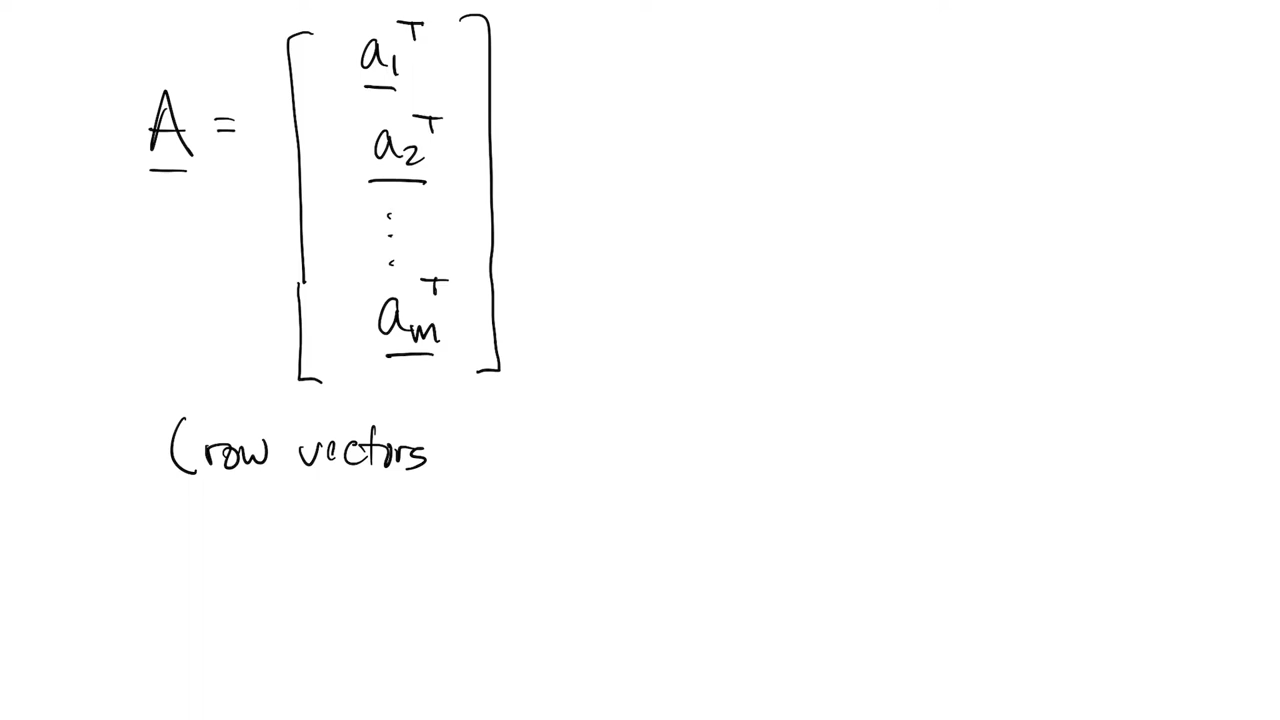 A = [ a₁ᵀ
a₂ᵀ
⋮
aₘᵀ ]
(row vectors